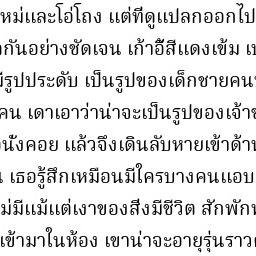 หม่และโอ่โถง แต่ที่ดูแปลกออกไป
กันอย่างชัดเจน เก้าอี้สีแดงเข้ม
รูปประดับ เป็นรูปของเด็กชายคน
คน เดาเอาว่าน่าจะเป็นรูปของเจ้า
นั่งคอย แล้วจึงเดินลับหายเข้าด้า
เธอรู้สึกเหมือนมีใครบางคนแอบ
ม่มีแม้แต่เงาของสิ่งมีชีวิต สักพัก
เข้ามาในห้อง เขาน่าจะอายุรุ่นราว